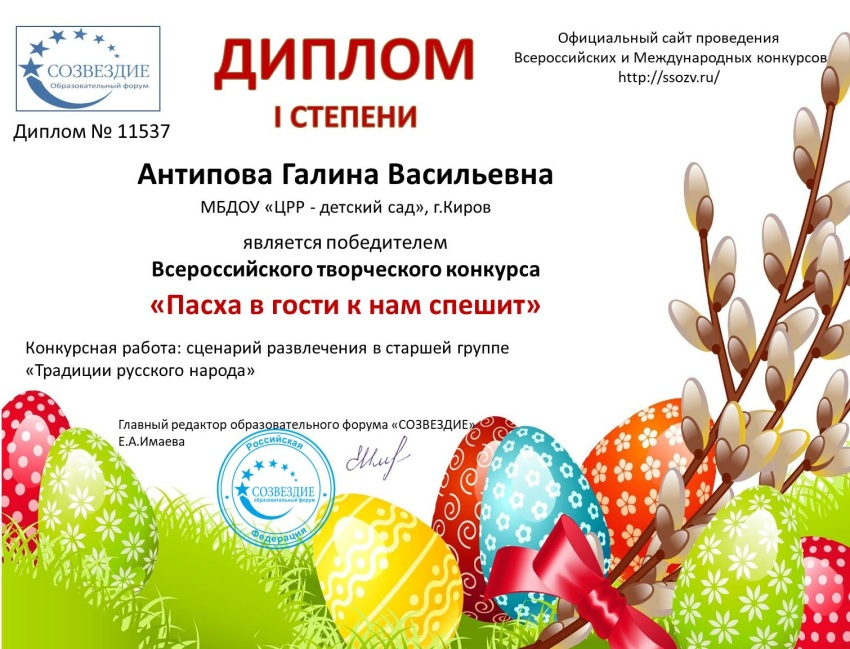 СОЗВЕЗДИЕ
Образовательный форум
Диплом № 11537
ДИПЛОМ
I СТЕПЕНИ
Официальный сайт проведения
Всероссийских и Международных конкурсов
http://ssozv.ru/
Антипова Галина Васильевна
МБДОУ «ЦРР - детский сад», г.Киров
является победителем
Всероссийского творческого конкурса
«Пасха в гости к нам спешит»
Конкурсная работа: сценарий развлечения в старшей группе
«Традиции русского народа»
Главный редактор образовательного форума «СОЗВЕЗДИЕ»
Е.А.Имаева
Российская
СОЗВЕЗДИЕ
образовательный форум
Федерация